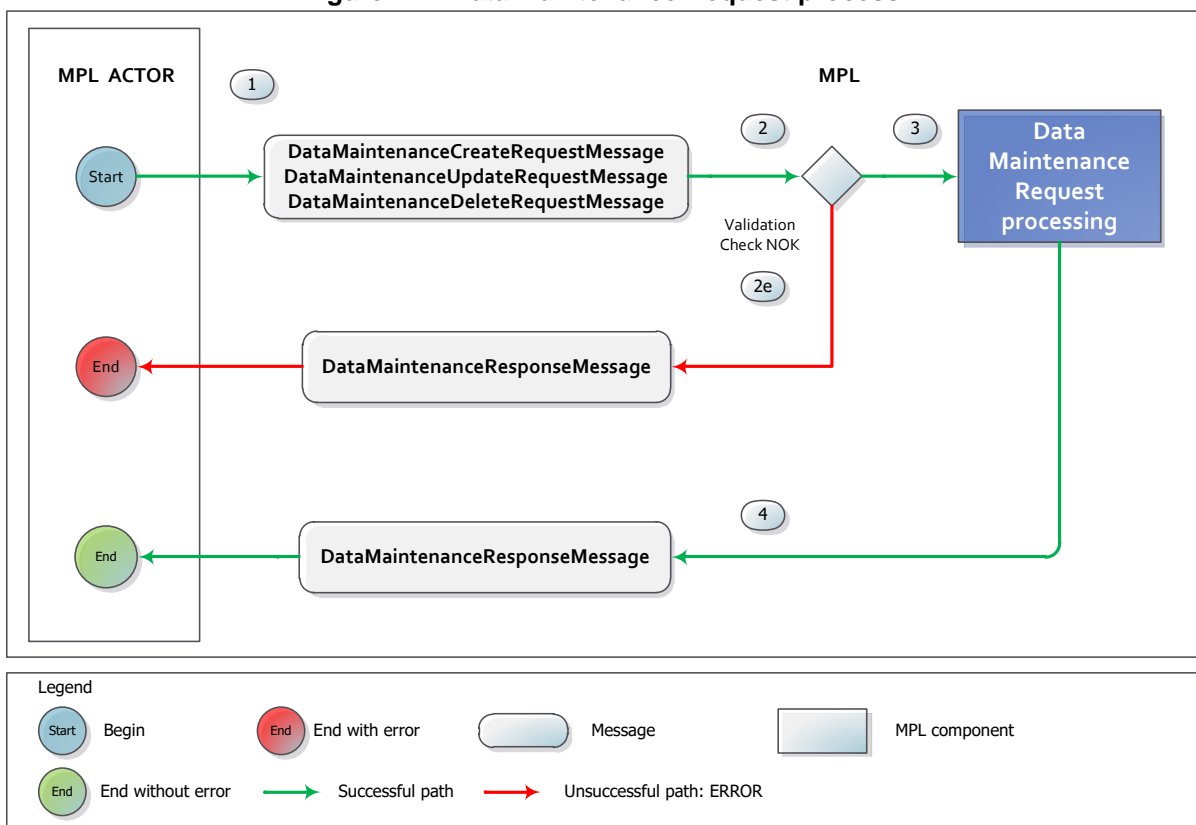 MPL ACTOR
1
MPL
2
3
Start
DataMaintenanceCreateRequestMessage
DataMaintenanceUpdateRequestMessage
DataMaintenanceDeleteRequestMessage
Data
Maintenance
Request
processing
Validation
Check NOK
2e
End
DataMaintenanceResponseMessage
4
End
DataMaintenanceResponseMessage
Legend
Start
Begin
End
End with error
Message
MPL component
End
End without error
Successful path
Unsuccessful path: ERROR